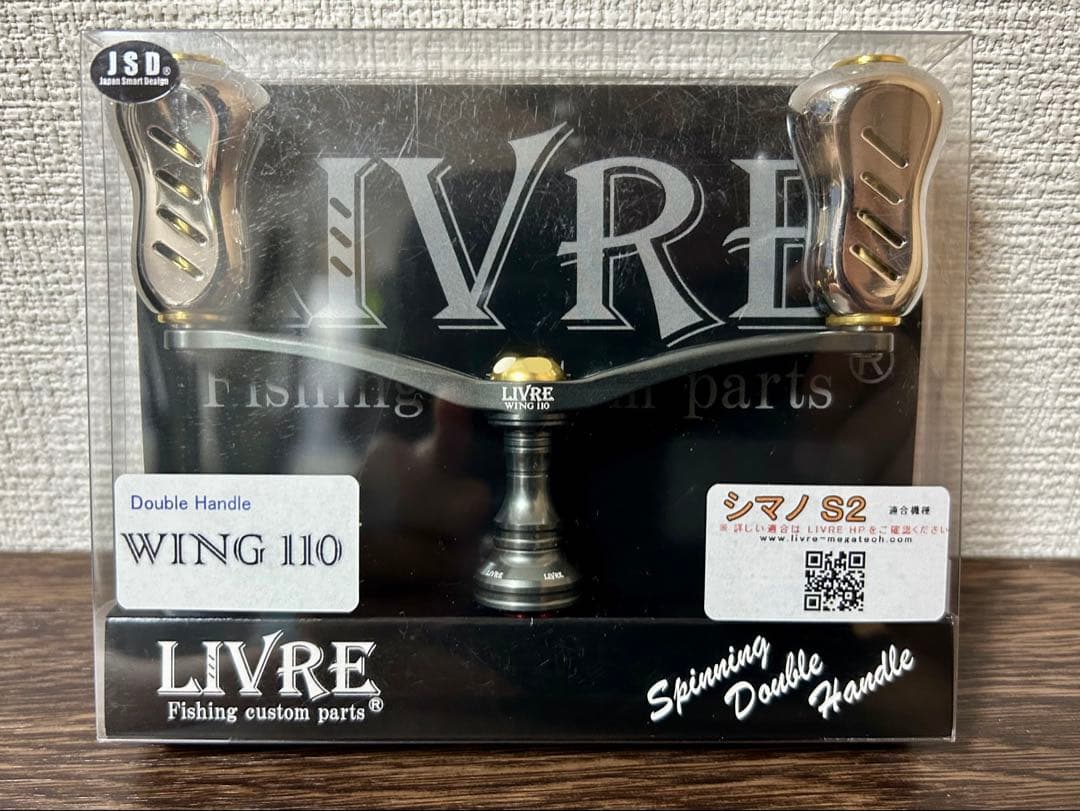 JSD®
Japan Smart Design
LIVRE®
Fishing custom parts
LIVRE
WING 110
LIVRE LIVRE
Double Handle
WING 110
シマノ S2 適合機種
※ 詳しい適合は LIVRE HPをご確認ください
www.livre-megatech.com
LIVRE
Fishing custom parts®
Spinning
Double
Handle